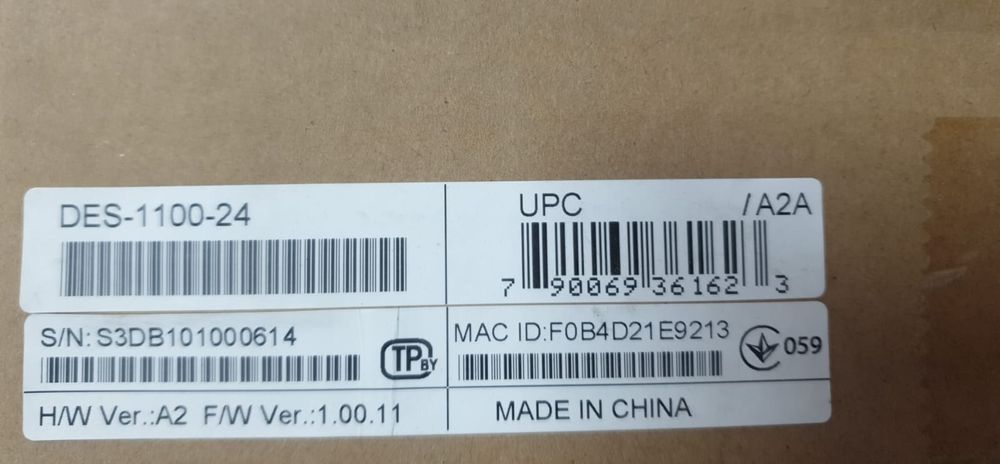 DES-1100-24
UPC /A2A
7 90069 36162 3
S/N: S3DB101000614
TP BY
MAC ID:F0B4D21E9213
059
H/W Ver.:A2 F/W Ver.:1.00.11
MADE IN CHINA